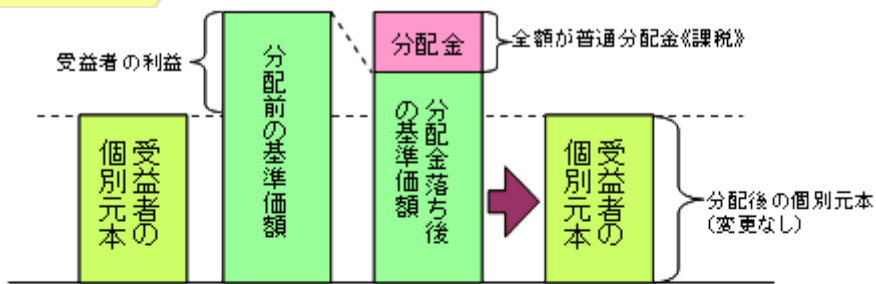 受益者の利益
分配前の基準価額
分配金
全額が普通分配金《課税》
受益者の
個別元本
分配金落ち後
の基準価額
受益者の
個別元本
分配後の個別元本
(変更なし)